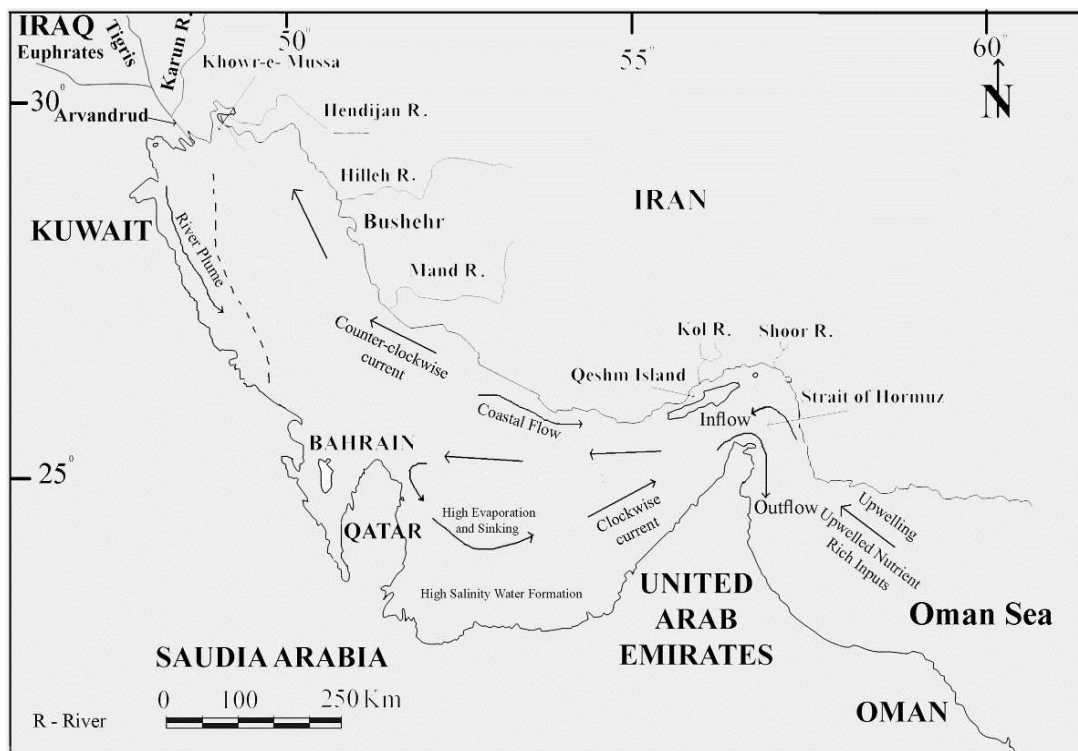 IRAQ
Euphrates
Tigris
Karun R.
50°
55°
60°
N
Khowr-e- Mussa
30°
Arvandrud
Hendijan R.
Hilleh R.
IRAN
KUWAIT
River Plume
Bushehr
Mand R.
Counter-clockwise
current
Kol R.
Shoor R.
Qeshm Island
Strait of Hormuz
Coastal Flow
Inflow
BAHRAIN
25°
QATAR
High Evaporation
and Sinking
Clockwise
current
Outflow
Upwelling
Upwelled Nutrient
Rich Inputs
High Salinity Water Formation
UNITED
ARAB
EMIRATES
Oman Sea
SAUDIA ARABIA
0 100 250 Km
R - River
OMAN